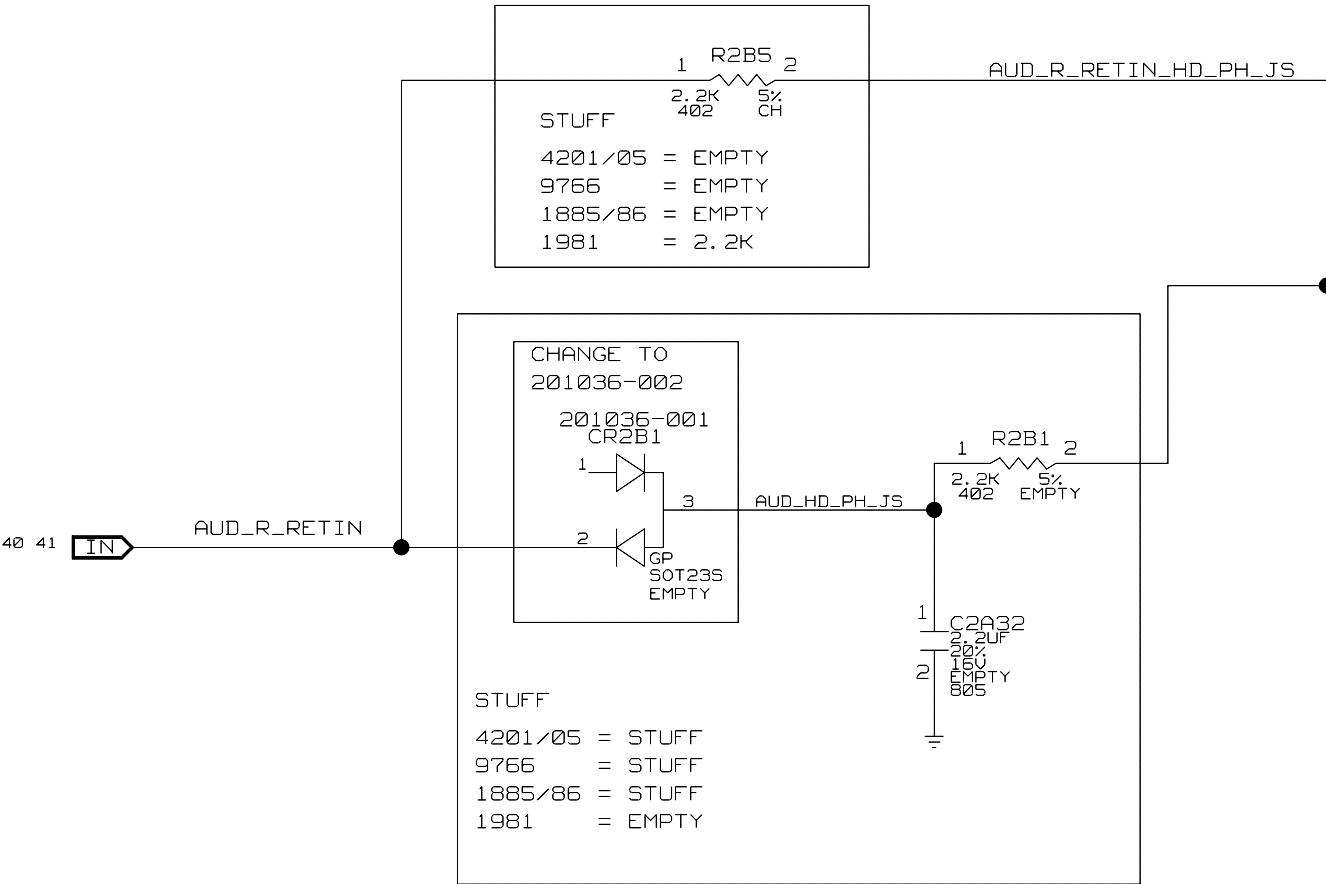 1 R2B5 2
AUD_R_RETIN_HD_PH_JS
2.2K 5%
402 CH
STUFF
4201/05 = EMPTY
9766 = EMPTY
1885/86 = EMPTY
1981 = 2.2K
CHANGE TO
201036-002
201036-001
CR2B1
1
3
AUD_HD_PH_JS
1 R2B1 2
2.2K 5%
402 EMPTY
40 41 IN
AUD_R_RETIN
2
GP
SOT23S
EMPTY
1
C2A32
2.2UF
20%
16V
2
EMPTY
805
STUFF
4201/05 = STUFF
9766 = STUFF
1885/86 = STUFF
1981 = EMPTY